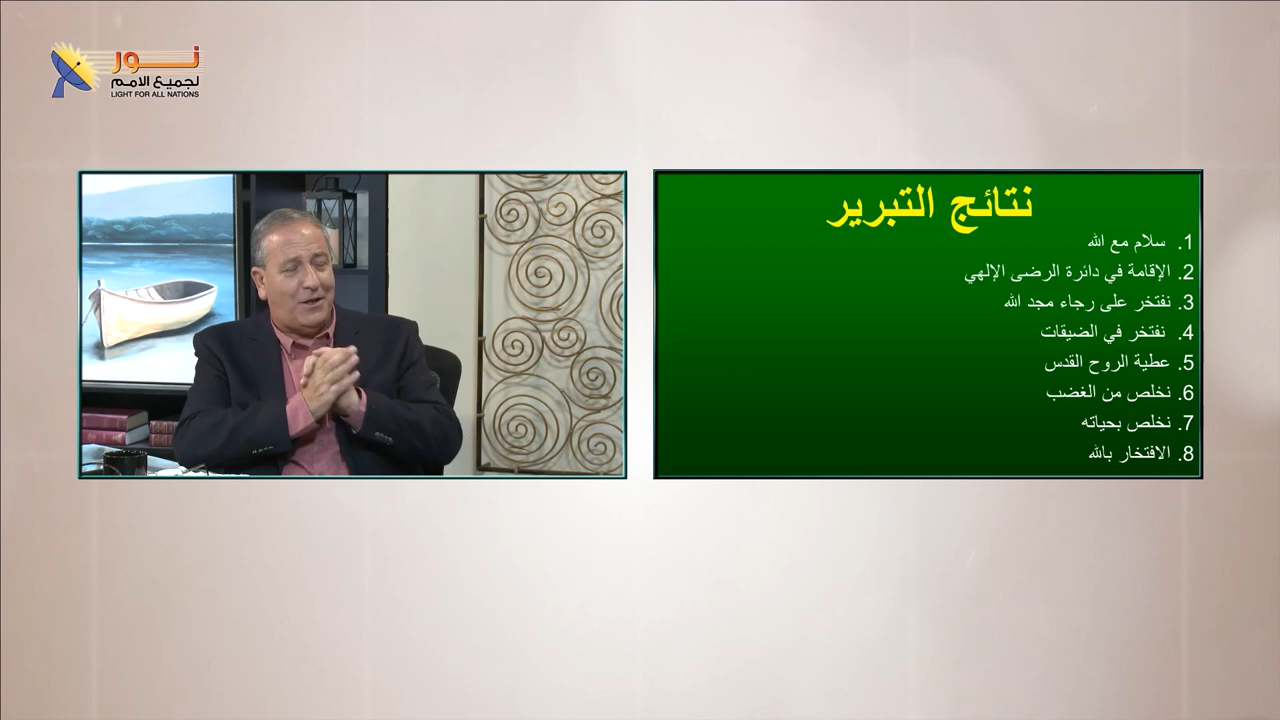 نور
لجميع الامم
LIGHT FOR ALL NATIONS
نتائج التبرير
1. سلام مع الله
2. الإقامة في دائرة الرضى الإلهي
3. نفتخر على رجاء مجد الله
4. نفتخر في الضيقات
5. عطية الروح القدس
6. نخلص من الغضب
7. نخلص بحياته
8. الافتخار بالله